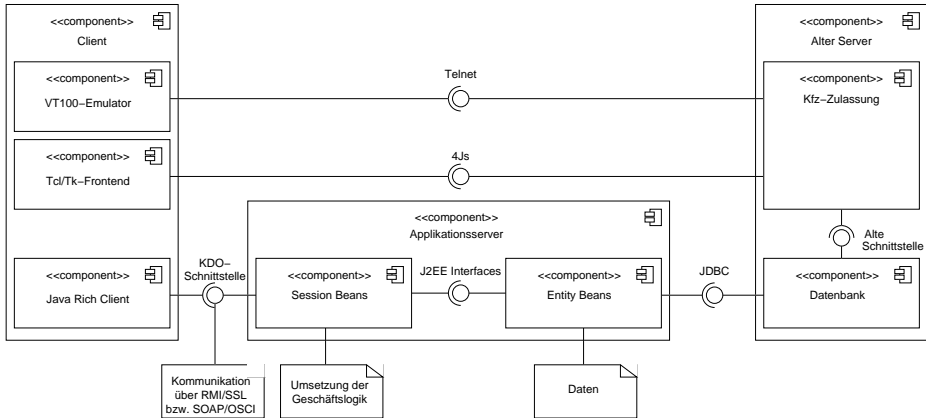 <<component>>
Client
<<component>>
Alter Server
<<component>>
VT100−Emulator
Telnet
<<component>>
Kfz−Zulassung
<<component>>
Tcl/Tk−Frontend
4Js
<<component>>
Applikationsserver
Alte
Schnittstelle
KDO−
Schnittstelle
<<component>>
Java Rich Client
<<component>>
Session Beans
J2EE Interfaces
<<component>>
Entity Beans
JDBC
<<component>>
Datenbank
Kommunikation
über RMI/SSL
bzw. SOAP/OSCI
Umsetzung der
Geschäftslogik
Daten